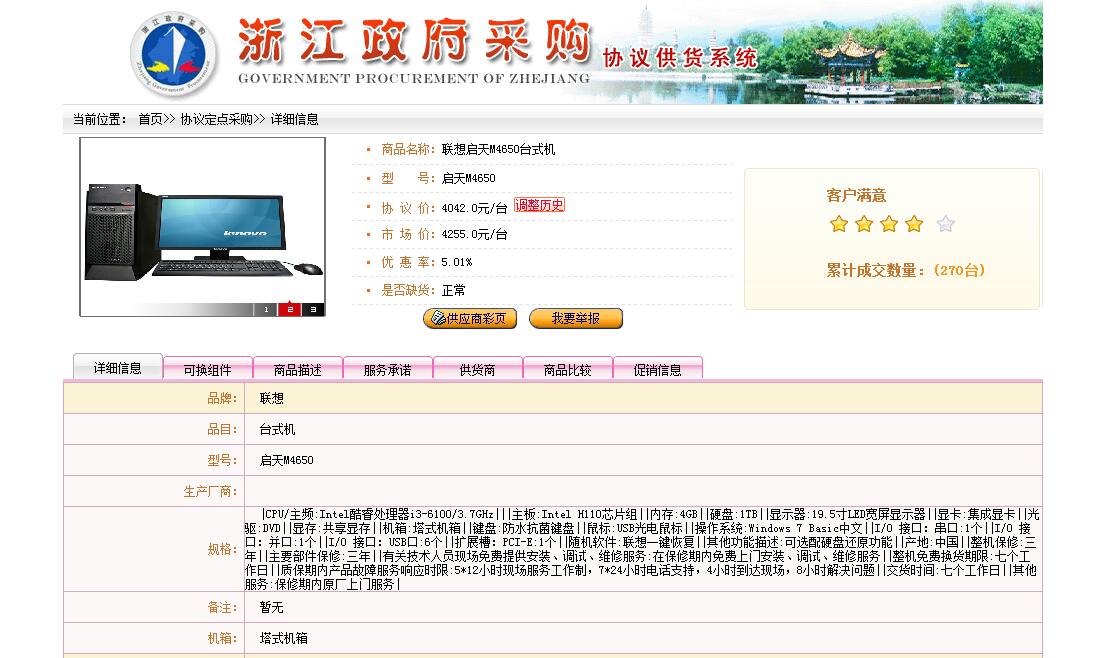 浙江政府采购
协议供货系统
GOVERNMENT PROCUREMENT OF ZHEJIANG
当前位置： 首页>> 协议定点采购>> 详细信息
商品名称： 联想启天M4650台式机
型 号： 启天M4650
协 议 价： 4042.0元/台 调整历史
市 场 价： 4255.0元/台
优 惠 率： 5.01%
是否缺货： 正常
lenovo
1 2 3
供应商彩页 我要举报
客户满意
累计成交数量：(270台)
详细信息 可换组件 商品描述 服务承诺 供货商 商品比较 促销信息
品牌： 联想
品目： 台式机
型号： 启天M4650
生产厂商：
规格：
|CPU/主频:Intel酷睿处理器i3-6100/3.7GHz|||主板:Intel H110芯片组||内存:4GB||硬盘:1TB||显示器:19.5寸LED宽屏显示器||显卡:集成显卡||光
驱:DVD||显存:共享显存||机箱:塔式机箱||键盘:防水抗菌键盘||鼠标:USB光电鼠标||操作系统:Windows 7 Basic中文||I/O 接口: 串口:1个||I/O 接
口: 并口:1个||I/O 接口: USB口:6个||扩展槽: PCI-E:1个||随机软件:联想一键恢复||其他功能描述:可选配硬盘还原功能||产地:中国||整机保修:三
年||主要部件保修:三年||有关技术人员现场免费提供安装、调试、维修服务:在保修期内免费上门安装、调试、维修服务||整机免费换货期限:七个工
作日||质保期内产品故障服务响应时限:5*12小时现场服务工作制，7*24小时电话支持，4小时到达现场，8小时解决问题||交货时间:七个工作日||其他
服务:保修期内原厂上门服务|
备注： 暂无
机箱： 塔式机箱